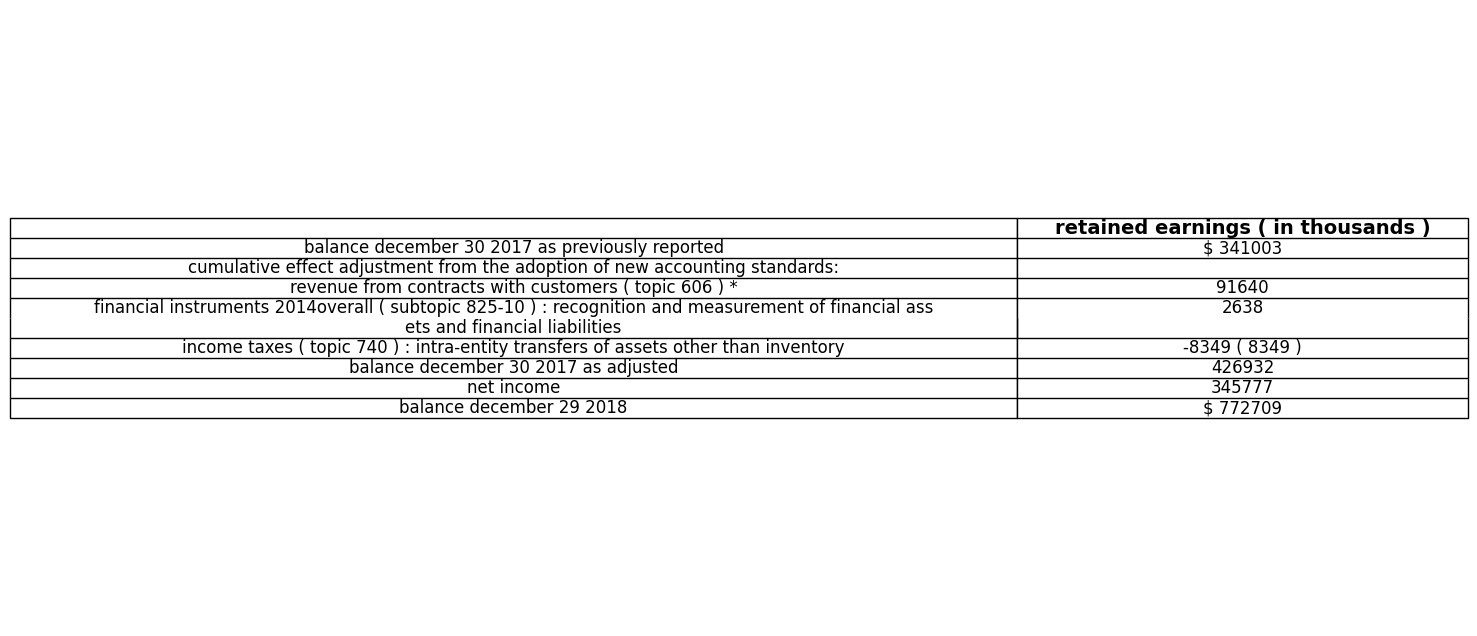 retained earnings ( in thousands )
balance december 30 2017 as previously reported $ 341003
cumulative effect adjustment from the adoption of new accounting standards:
revenue from contracts with customers ( topic 606 ) * 91640
financial instruments 2014overall ( subtopic 825-10 ) : recognition and measurement of financial ass 2638
ets and financial liabilities
income taxes ( topic 740 ) : intra-entity transfers of assets other than inventory -8349 ( 8349 )
balance december 30 2017 as adjusted 426932
net income 345777
balance december 29 2018 $ 772709